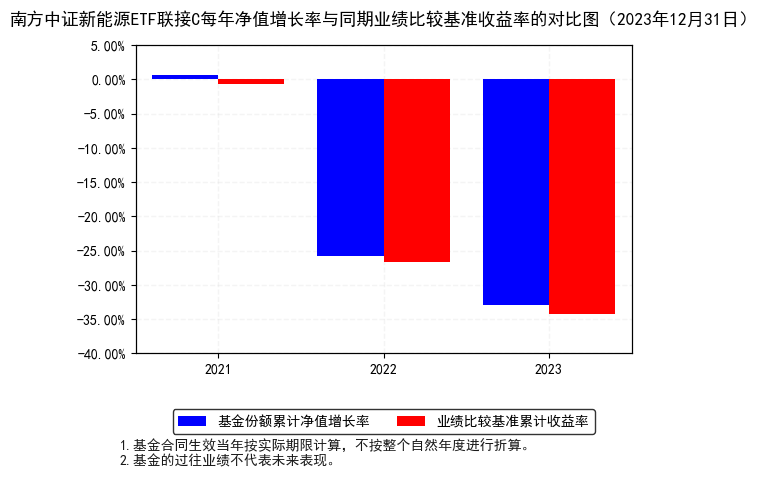 南方中证新能源ETF联接C每年净值增长率与同期业绩比较基准收益率的对比图（2023年12月31日）
5.00%
0.00%
-5.00%
-10.00%
-15.00%
-20.00%
-25.00%
-30.00%
-35.00%
-40.00%
2021 2022 2023
基金份额累计净值增长率 业绩比较基准累计收益率
1.基金合同生效当年按实际期限计算，不按整个自然年度进行折算。
2.基金的过往业绩不代表未来表现。